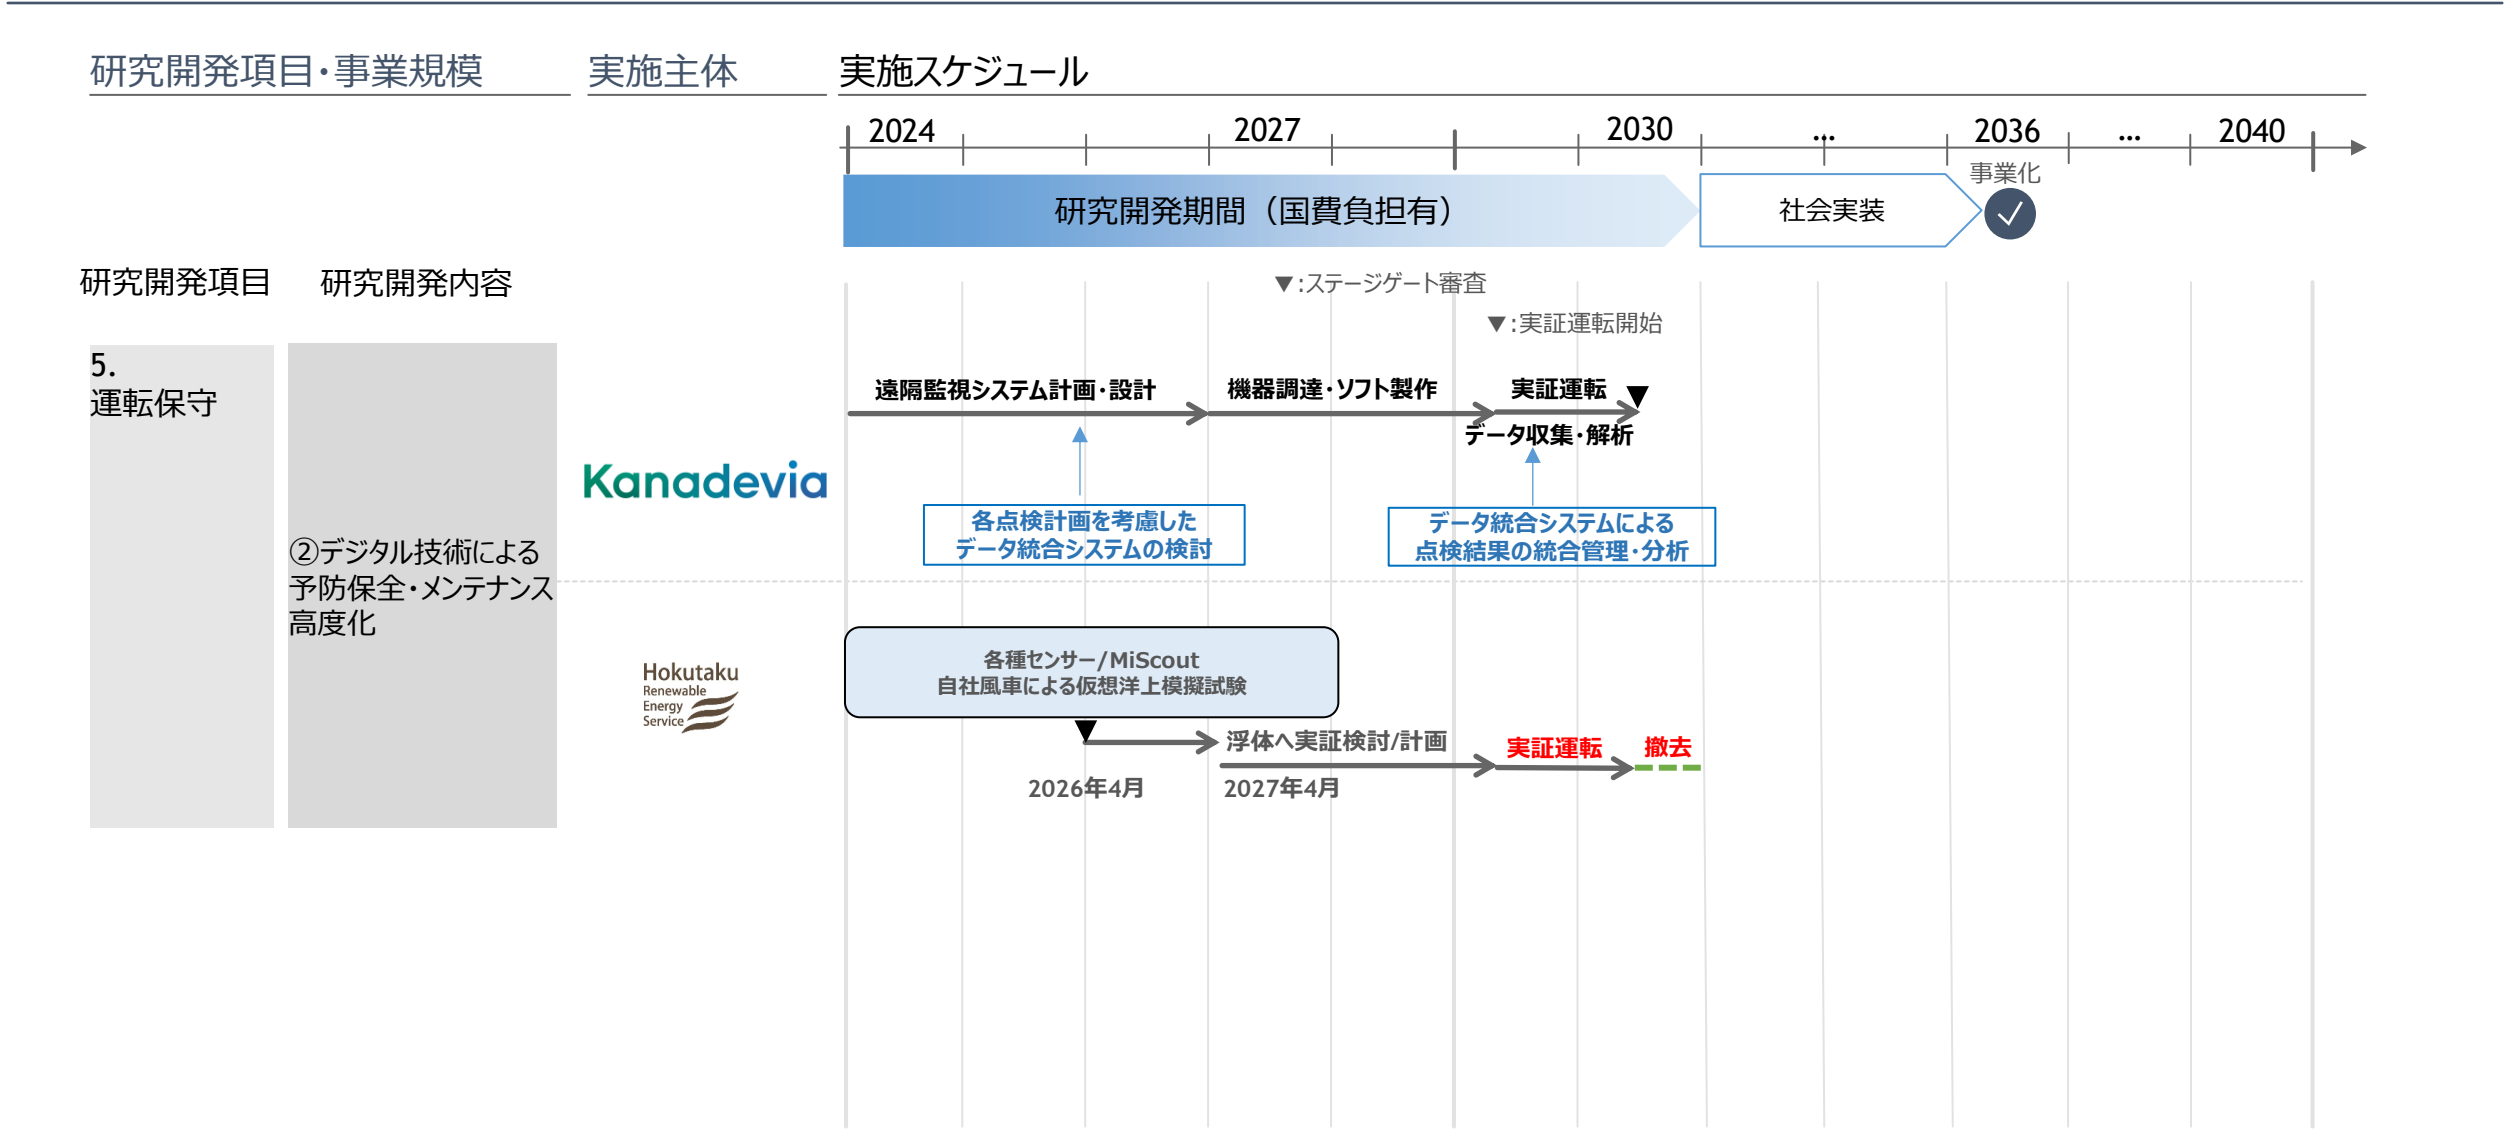 研究開発項目・事業規模
実施主体
実施スケジュール
2024
2027
2030
…
2036
…
2040
事業化
研究開発期間（国費負担有）
社会実装
研究開発項目
研究開発内容
▼:ステージゲート審査
▼:実証運転開始
5.
運転保守
②デジタル技術による
予防保全・メンテナンス
高度化
Kanadevia
遠隔監視システム計画・設計
機器調達・ソフト製作
実証運転
データ収集・解析
各点検計画を考慮した
データ統合システムの検討
データ統合システムによる
点検結果の統合管理・分析
Hokutaku
Renewable
Energy
Service
各種センサー/MiScout
自社風車による仮想洋上模擬試験
浮体へ実証検討/計画
実証運転
撤去
2026年4月
2027年4月